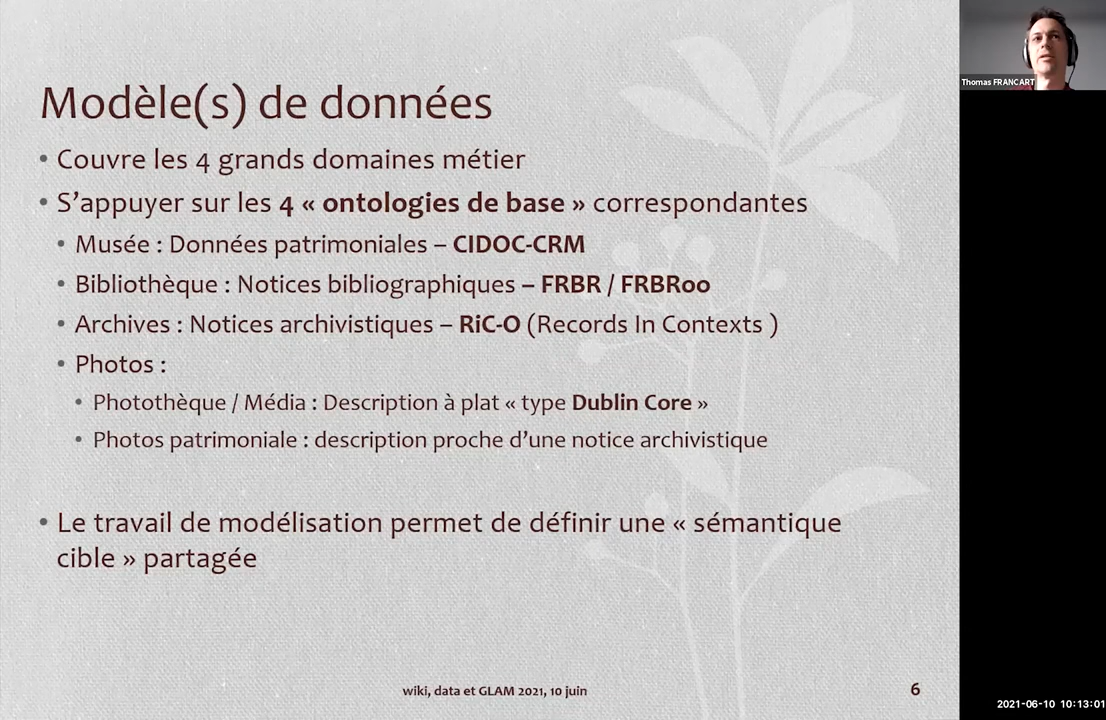 Modèle(s) de données
• Couvre les 4 grands domaines métier
• S’appuyer sur les 4 « ontologies de base » correspondantes
• Musée : Données patrimoniales – CIDOC-CRM
• Bibliothèque : Notices bibliographiques – FRBR / FRBRoo
• Archives : Notices archivistiques – RiC-O (Records In Contexts )
• Photos :
• Photothèque / Média : Description à plat « type Dublin Core »
• Photos patrimoniale : description proche d’une notice archivistique
• Le travail de modélisation permet de définir une « sémantique
cible » partagée
wiki, data et GLAM 2021, 10 juin
6
Thomas FRANCART
2021-06-10 10:13:01